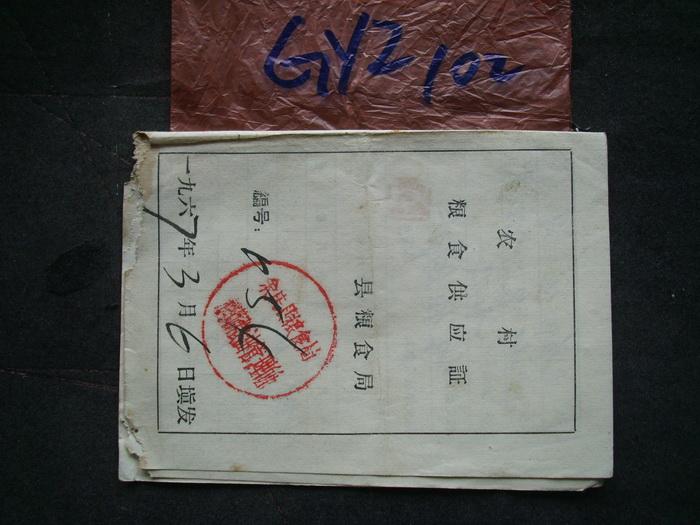 GYZ102
农村
粮食供应証
县粮食局
编号：
一九六7年3月6日填发